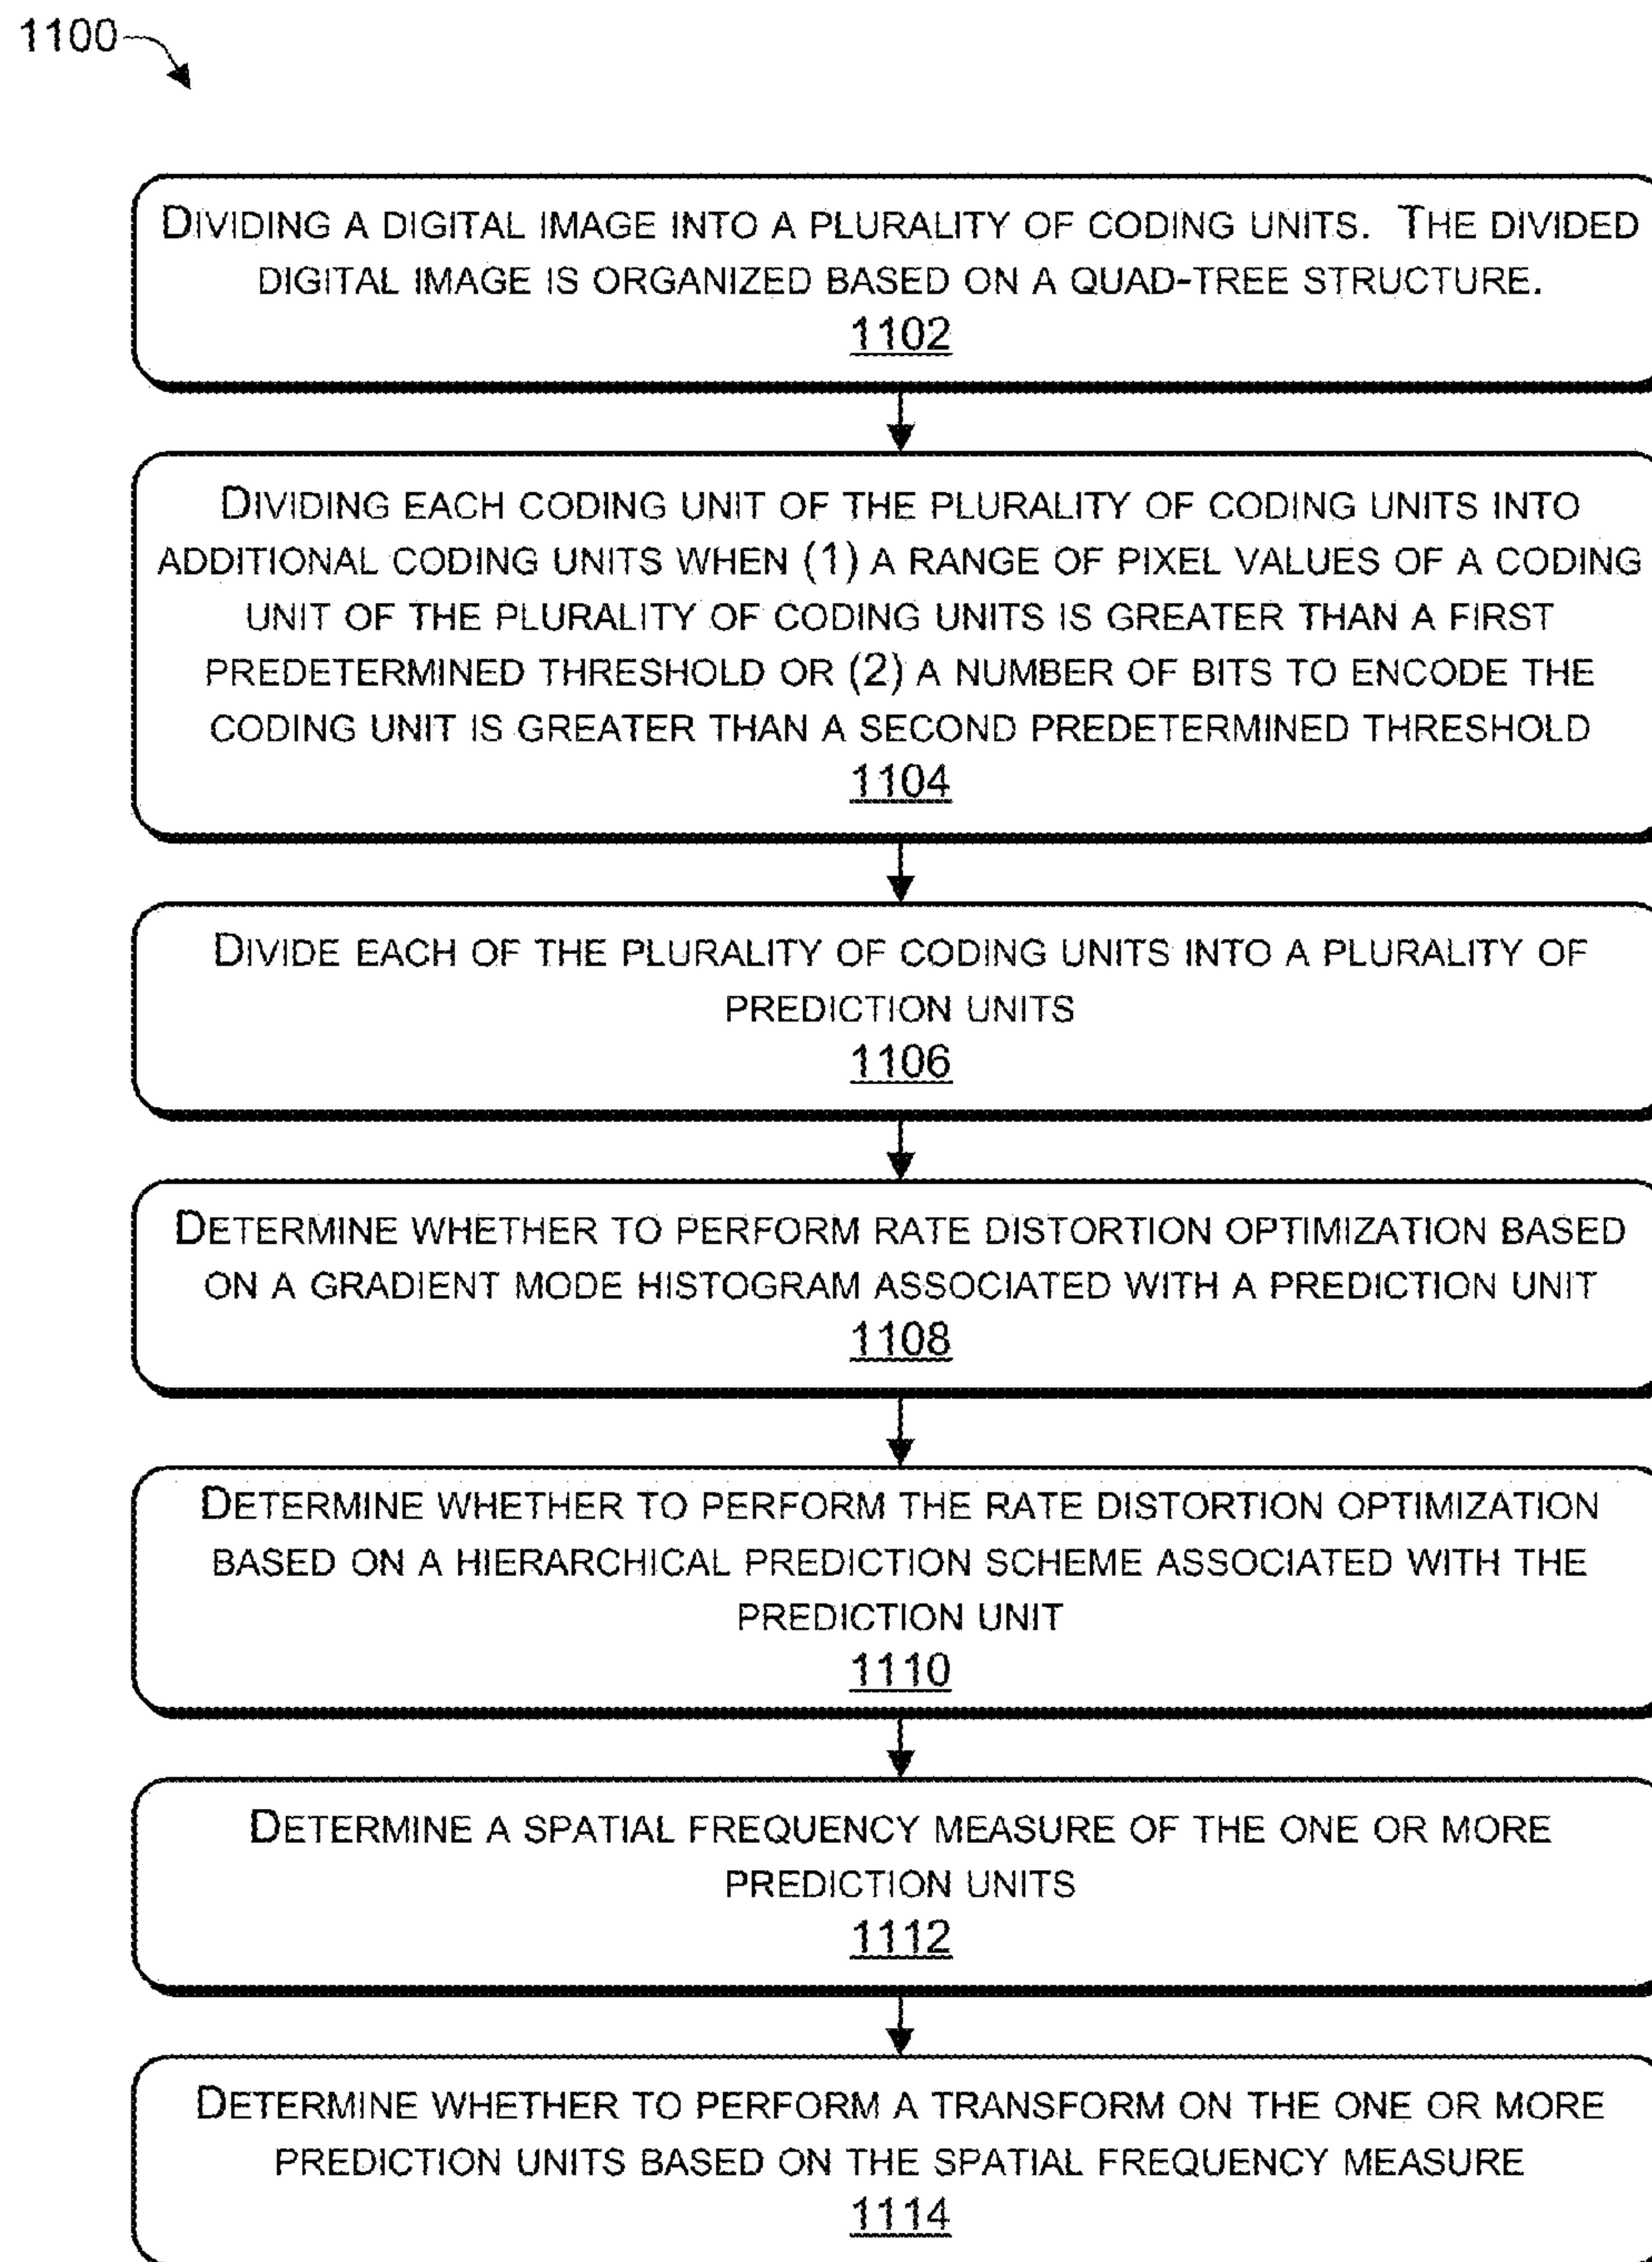 1100
DIVIDING A DIGITAL IMAGE INTO A PLURALITY OF CODING UNITS. THE DIVIDED
DIGITAL IMAGE IS ORGANIZED BASED ON A QUAD-TREE STRUCTURE.
1102
DIVIDING EACH CODING UNIT OF THE PLURALITY OF CODING UNITS INTO
ADDITIONAL CODING UNITS WHEN (1) A RANGE OF PIXEL VALUES OF A CODING
UNIT OF THE PLURALITY OF CODING UNITS IS GREATER THAN A FIRST
PREDETERMINED THRESHOLD OR (2) A NUMBER OF BITS TO ENCODE THE
CODING UNIT IS GREATER THAN A SECOND PREDETERMINED THRESHOLD
1104
DIVIDE EACH OF THE PLURALITY OF CODING UNITS INTO A PLURALITY OF
PREDICTION UNITS
1106
DETERMINE WHETHER TO PERFORM RATE DISTORTION OPTIMIZATION BASED
ON A GRADIENT MODE HISTOGRAM ASSOCIATED WITH A PREDICTION UNIT
1108
DETERMINE WHETHER TO PERFORM THE RATE DISTORTION OPTIMIZATION
BASED ON A HIERARCHICAL PREDICTION SCHEME ASSOCIATED WITH THE
PREDICTION UNIT
1110
DETERMINE A SPATIAL FREQUENCY MEASURE OF THE ONE OR MORE
PREDICTION UNITS
1112
DETERMINE WHETHER TO PERFORM A TRANSFORM ON THE ONE OR MORE
PREDICTION UNITS BASED ON THE SPATIAL FREQUENCY MEASURE
1114